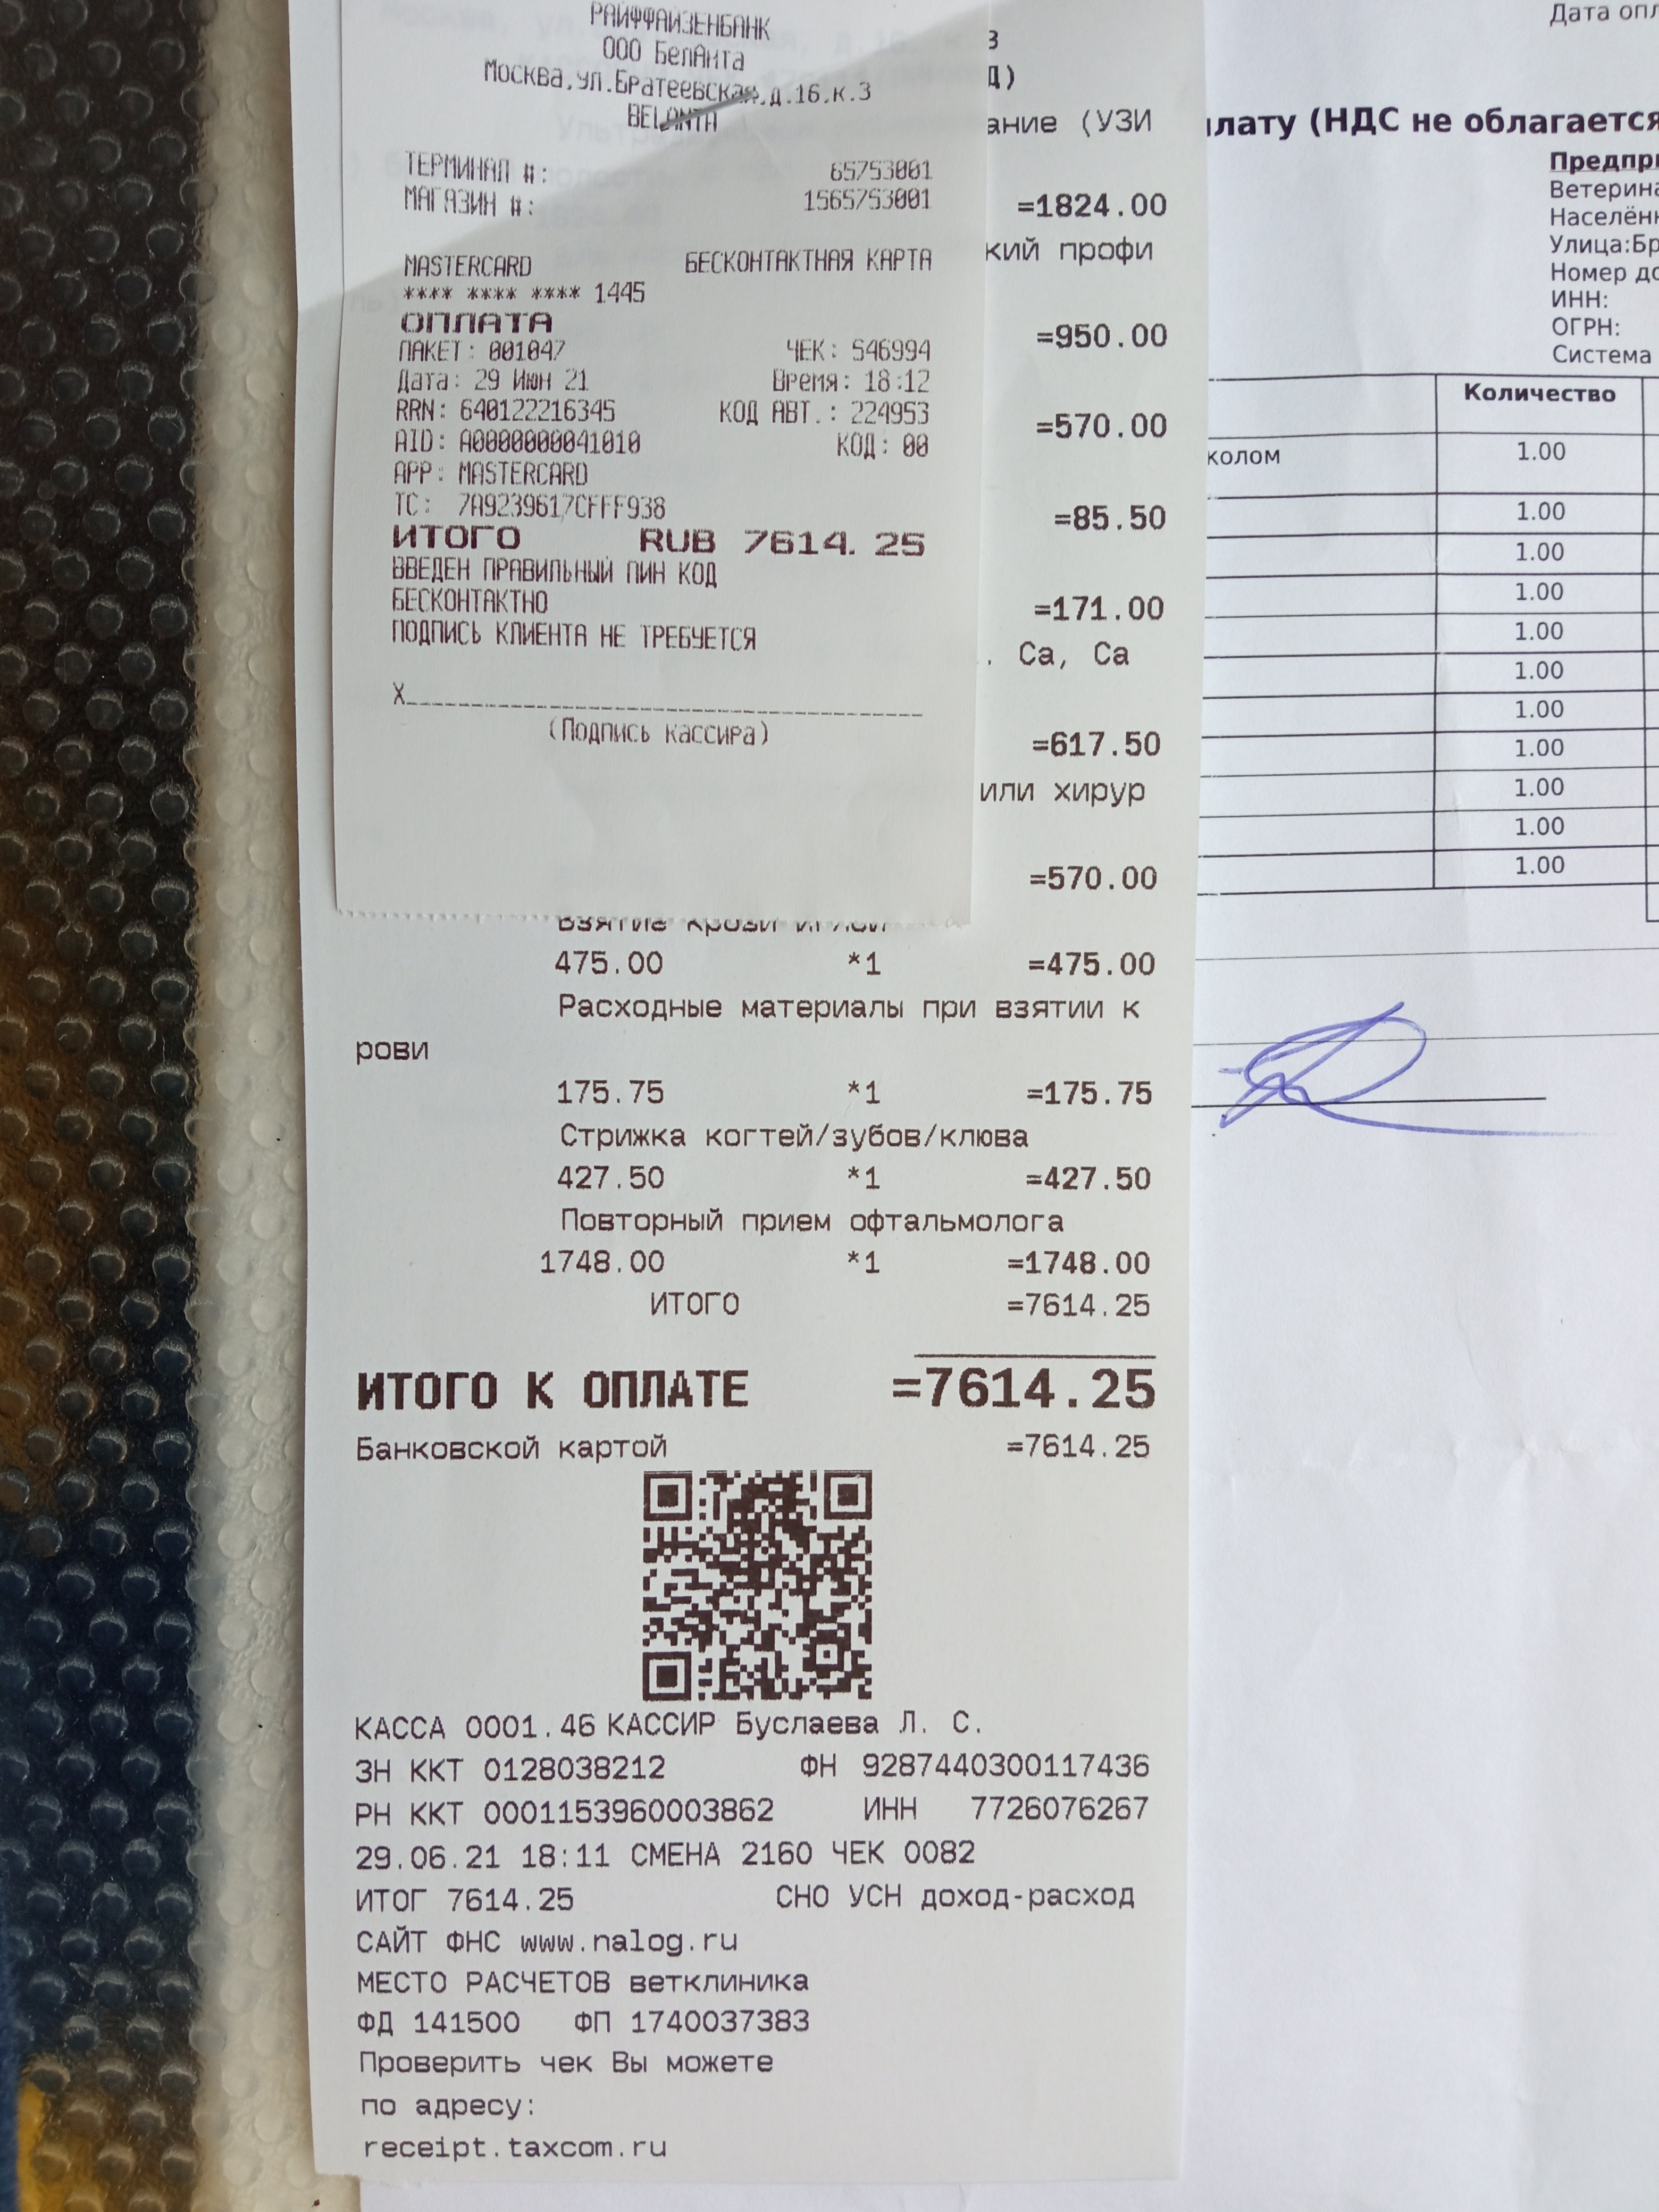 РАЙФФАЙЗЕНБАНК
ООО БелАнта
Москва,ул.Братеевская,д.16.к.3
BELANTA
ТЕРМИНАЛ #: 65753001
МАГАЗИН #: 1565753001
MASTERCARD БЕСКОНТАКТНАЯ КАРТА
**** **** **** 1445
ОПЛАТА
ПАКЕТ: 001047 ЧЕК: 546994
Дата: 29 Июн 21 Время: 18:12
RRN: 640122216345 КОД АВТ.: 224953
AID: A0000000041010 КОД: 00
APP: MASTERCARD
TC: 7A9239617CFFF938
ИТОГО RUB 7614.25
ВВЕДЕН ПРАВИЛЬНЫЙ ПИН КОД
БЕСКОНТАКТНО
ПОДПИСЬ КЛИЕНТА НЕ ТРЕБУЕТСЯ
X
(Подпись кассира)
ание (УЗИ
=1824.00
кий профи
=950.00
=570.00
=85.50
=171.00
. Ca, Ca
=617.50
или хирур
=570.00
Взятие крови иглой
475.00 *1 =475.00
Расходные материалы при взятии к
рови
175.75 *1 =175.75
Стрижка когтей/зубов/клюва
427.50 *1 =427.50
Повторный прием офтальмолога
1748.00 *1 =1748.00
ИТОГО =7614.25
ИТОГО К ОПЛАТЕ =7614.25
Банковской картой =7614.25
КАССА 0001.46 КАССИР Буслаева Л. С.
ЗН ККТ 0128038212 ФН 9287440300117436
РН ККТ 0001153960003862 ИНН 7726076267
29.06.21 18:11 СМЕНА 2160 ЧЕК 0082
ИТОГ 7614.25 СНО УСН доход-расход
САЙТ ФНС www.nalog.ru
МЕСТО РАСЧЕТОВ ветклиника
ФД 141500 ФП 1740037383
Проверить чек Вы можете
по адресу:
receipt.taxcom.ru
Дата опл
лату (НДС не облагается
Предпри
Ветерина
Населённ
Улица:Бр
Номер до
ИНН:
ОГРН:
Система
Количество
колом 1.00
1.00
1.00
1.00
1.00
1.00
1.00
1.00
1.00
1.00
1.00